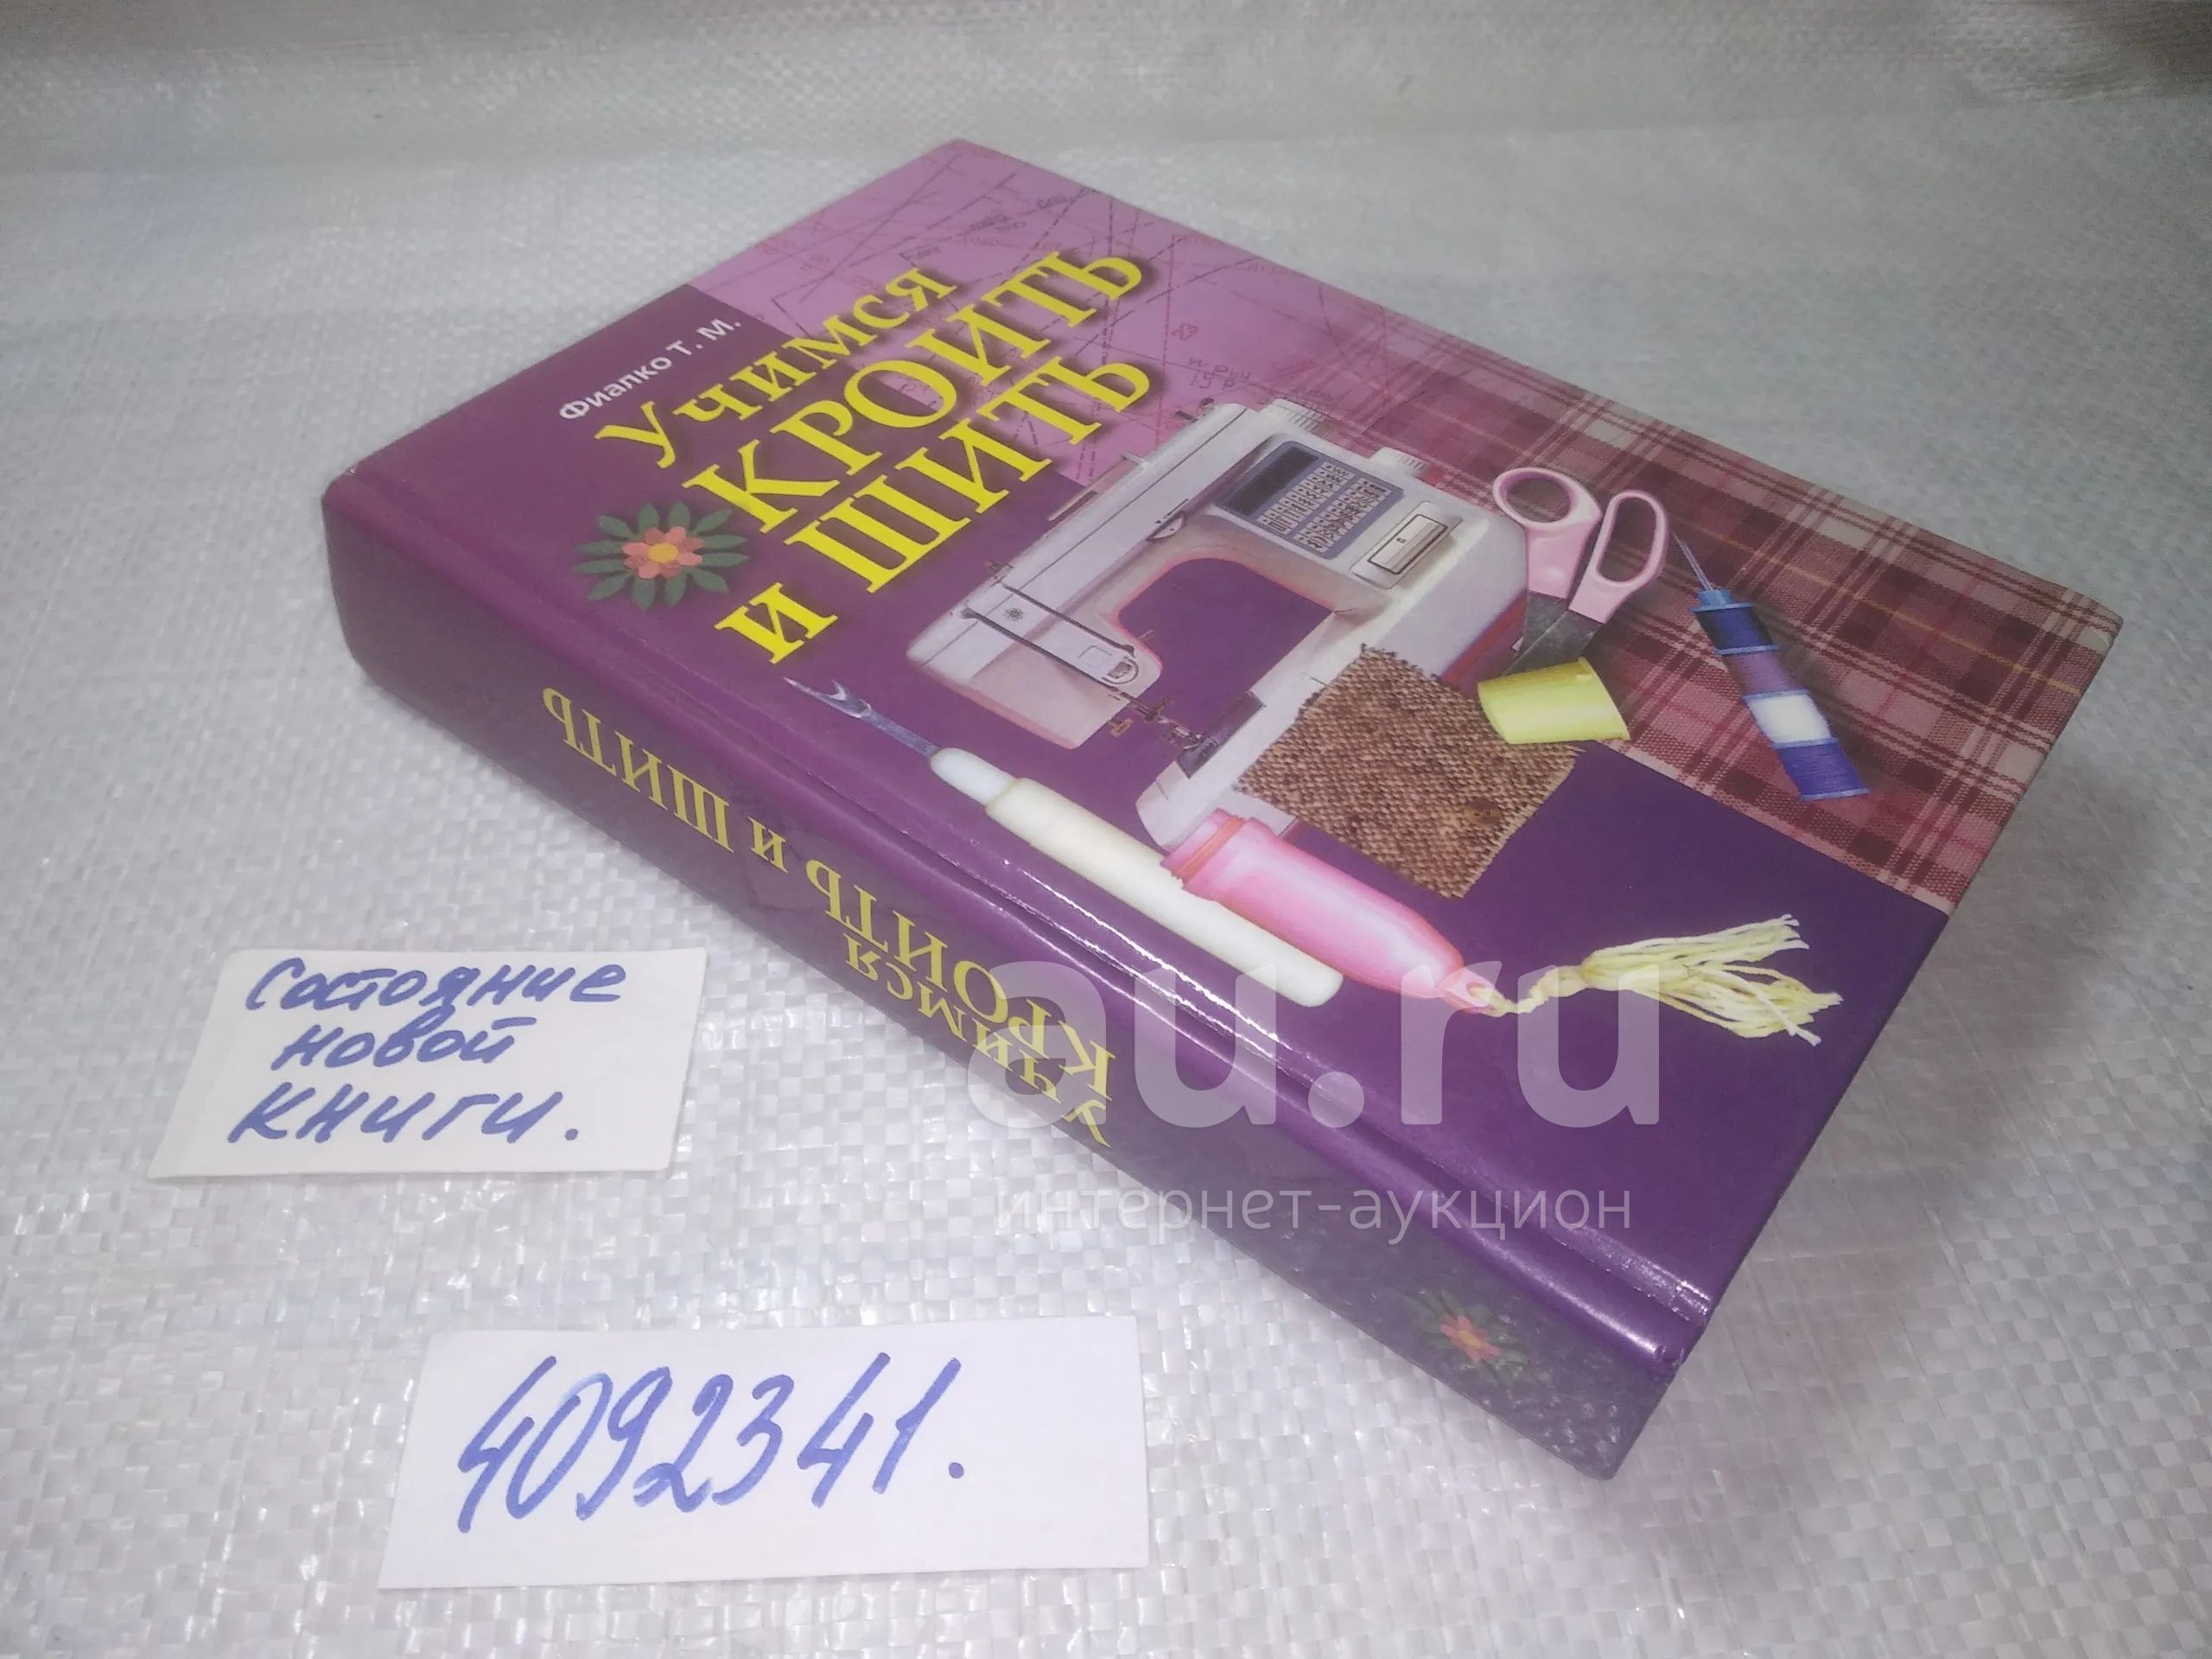 Фиалко Т. М.
Учимся
КРОИТЬ
и ШИТЬ
УЧИМСЯ
КРОИТЬ и ШИТЬ
Состояние
новой
книги.
4092341.
au.ru
интернет-аукцион